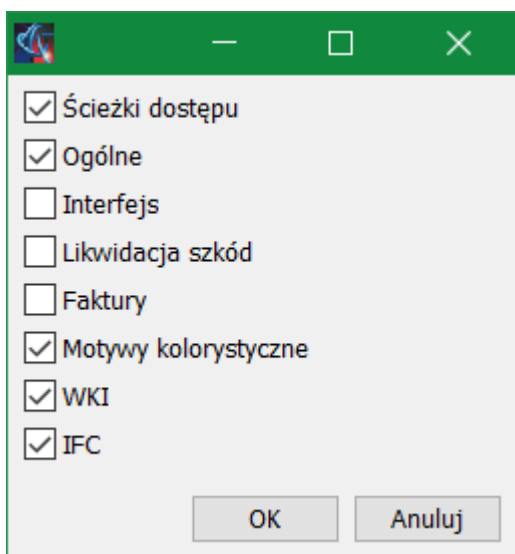 Ścieżki dostępu
Ogólne
Interfejs
Likwidacja szkód
Faktury
Motywy kolorystyczne
WKI
IFC
OK Anuluj